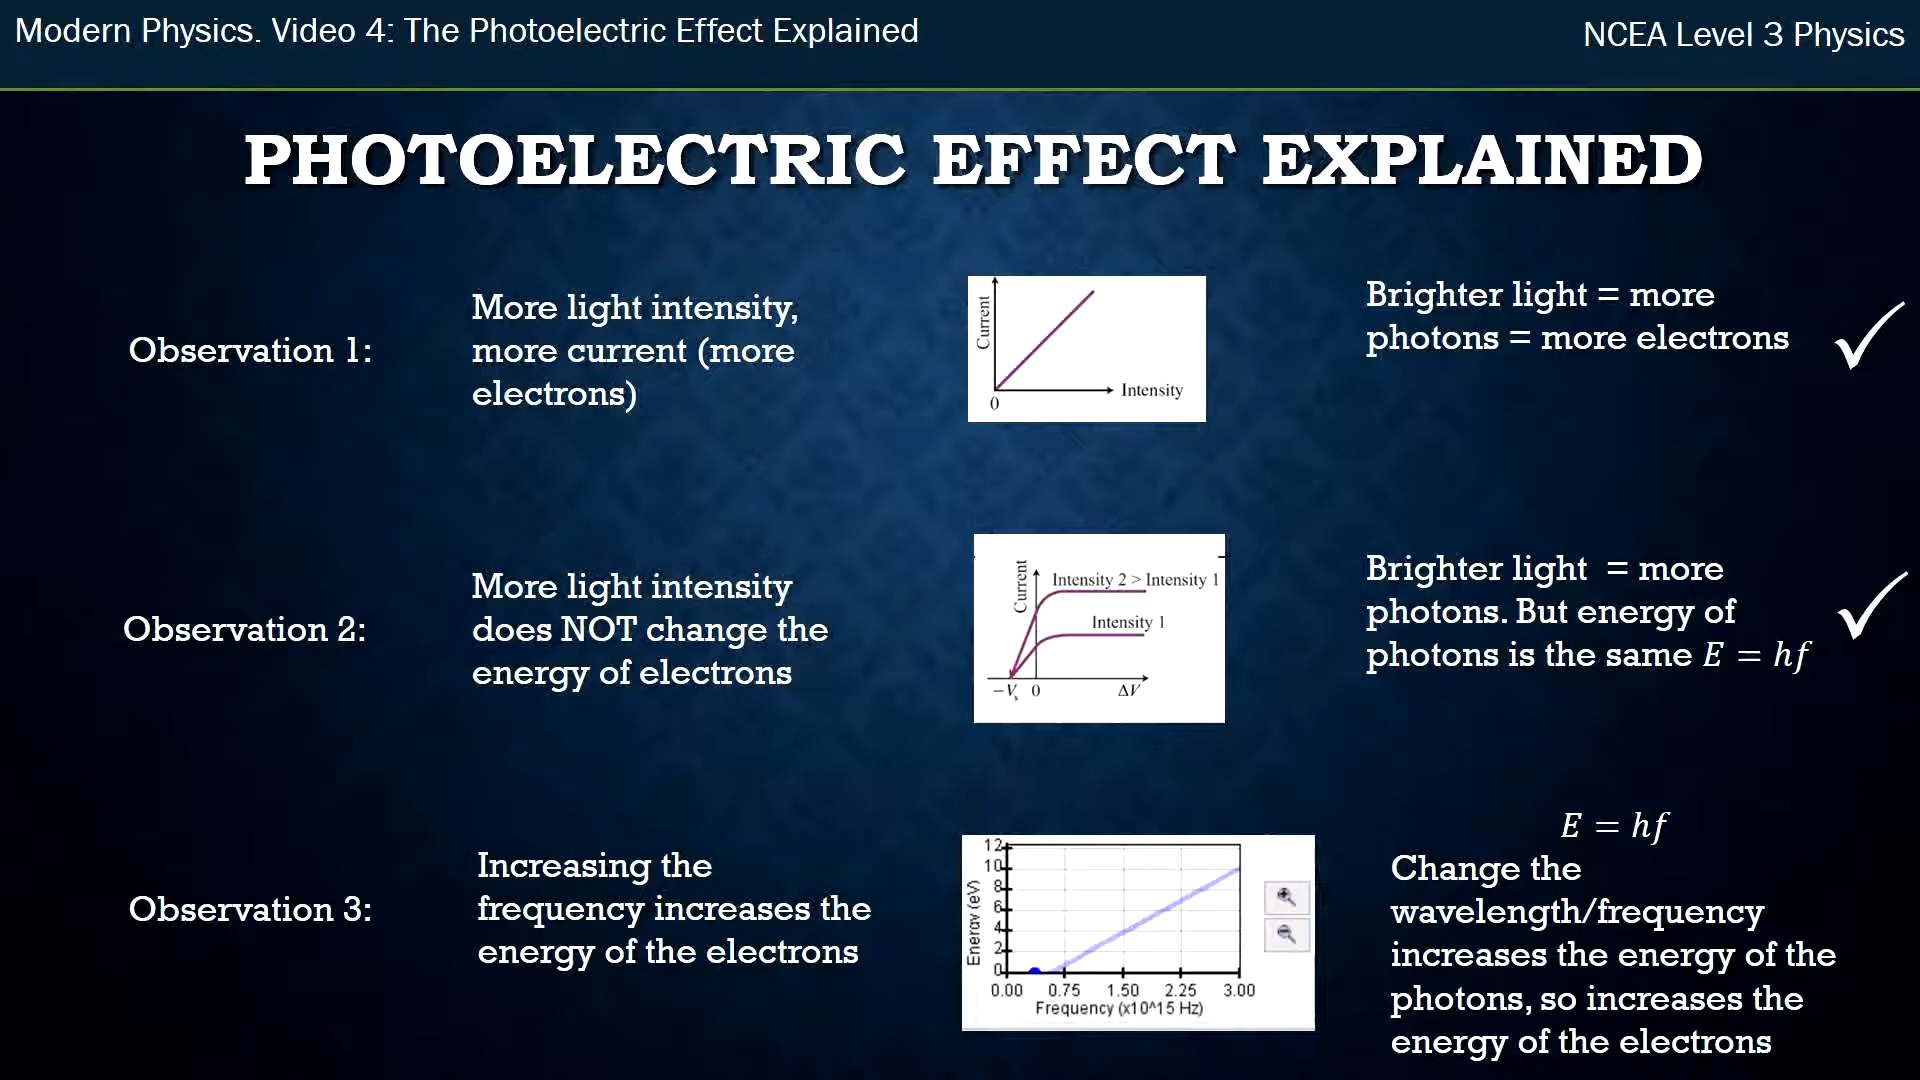 Modern Physics. Video 4: The Photoelectric Effect Explained
NCEA Level 3 Physics
PHOTOELECTRIC EFFECT EXPLAINED
Observation 1:
More light intensity,
more current (more
electrons)
Current
Intensity
0
Brighter light = more
photons = more electrons
Observation 2:
More light intensity
does NOT change the
energy of electrons
Current
Intensity 2 > Intensity 1
Intensity 1
−Vs 0 ΔV
Brighter light = more
photons. But energy of
photons is the same E = hf
Observation 3:
Increasing the
frequency increases the
energy of the electrons
Energy (eV)
12
10
8
6
4
2
0
0.00 0.75 1.50 2.25 3.00
Frequency (x10^15 Hz)
E = hf
Change the
wavelength/frequency
increases the energy of the
photons, so increases the
energy of the electrons